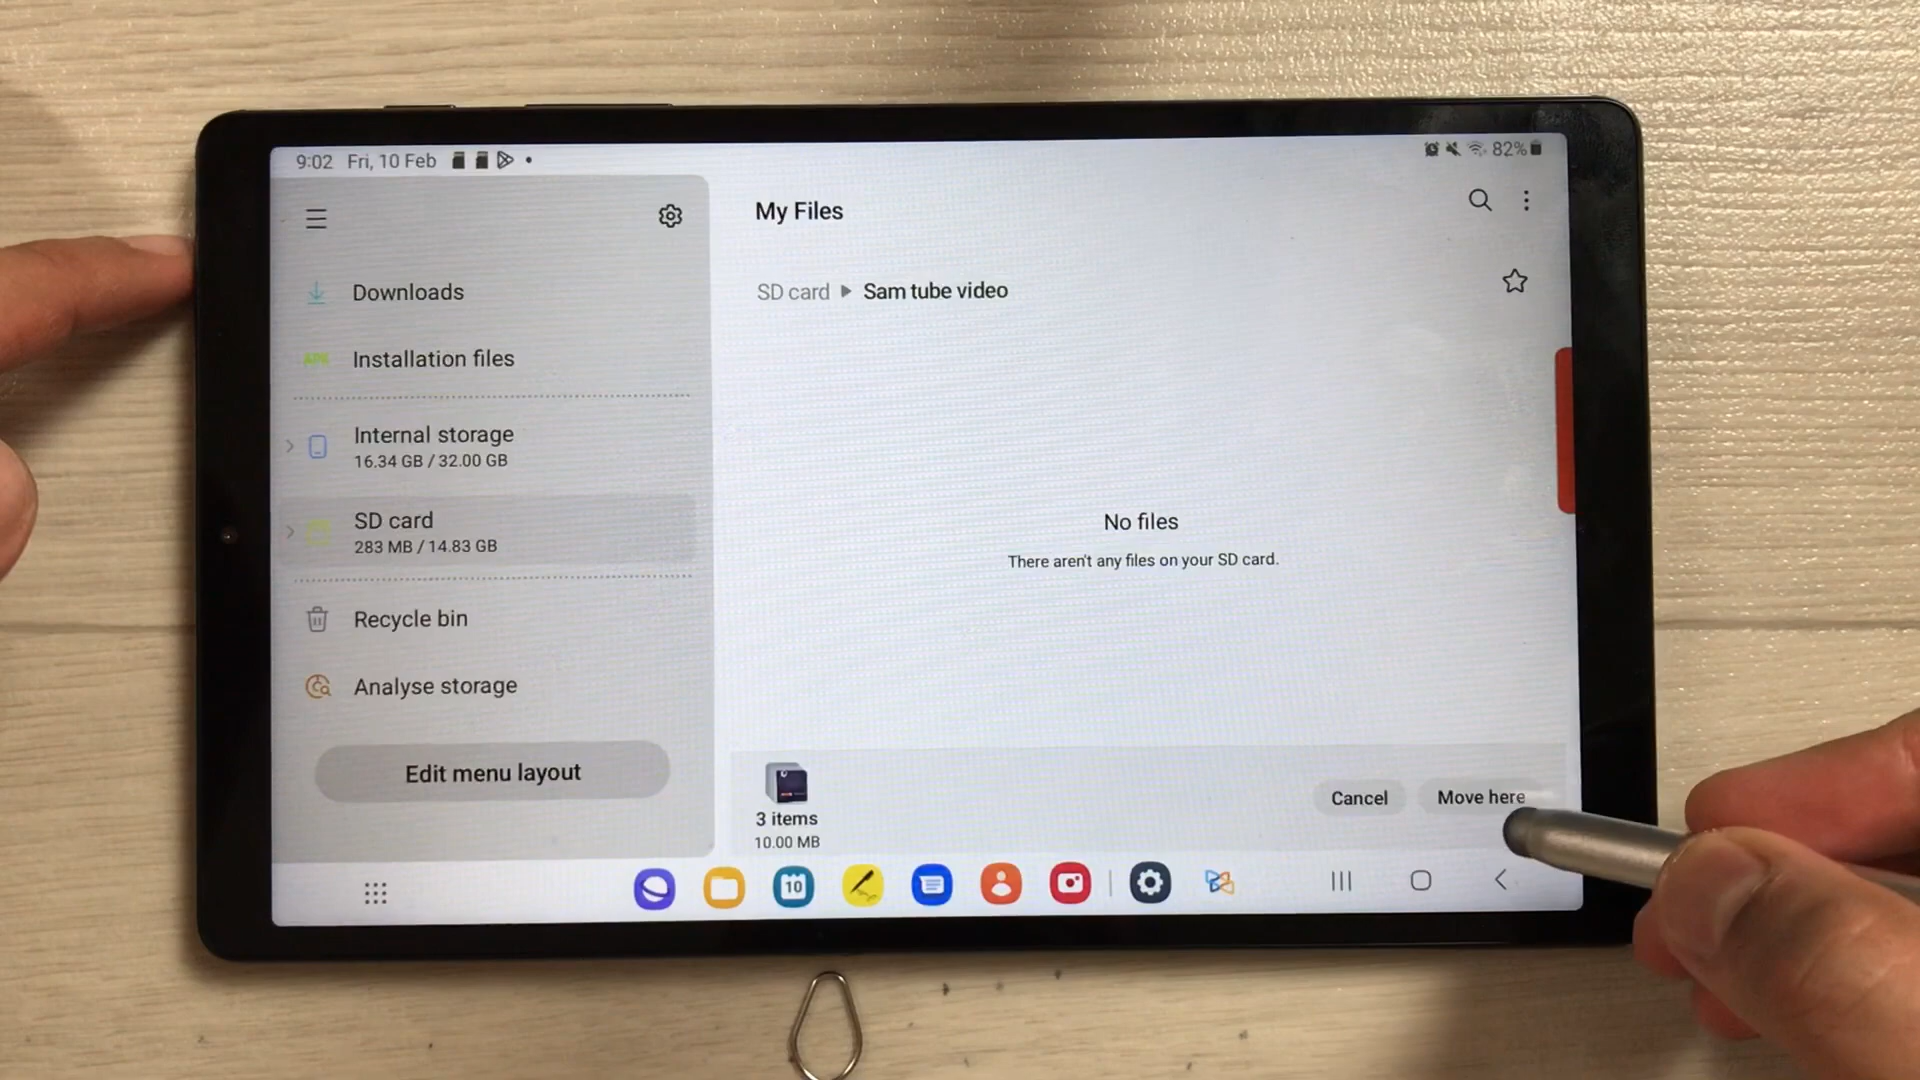 9:02 Fri, 10 Feb
82%
My Files
Downloads
SD card Sam tube video
APK Installation files
Internal storage
16.34 GB / 32.00 GB
SD card
283 MB / 14.83 GB
No files
There aren't any files on your SD card.
Recycle bin
Analyse storage
Edit menu layout
3 items
10.00 MB
Cancel
Move here
10